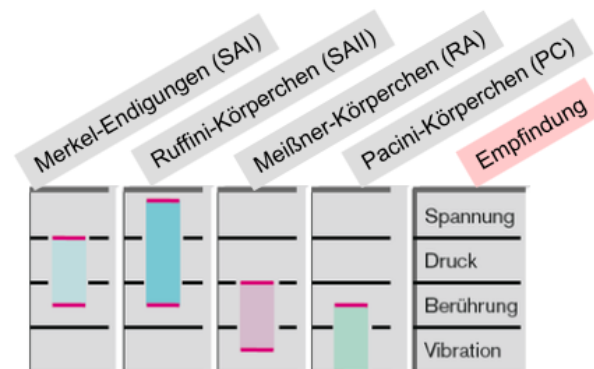 Merkel-Endigungen (SAI)
Ruffini-Körperchen (SAII)
Meißner-Körperchen (RA)
Pacini-Körperchen (PC)
Empfindung
Spannung
Druck
Berührung
Vibration